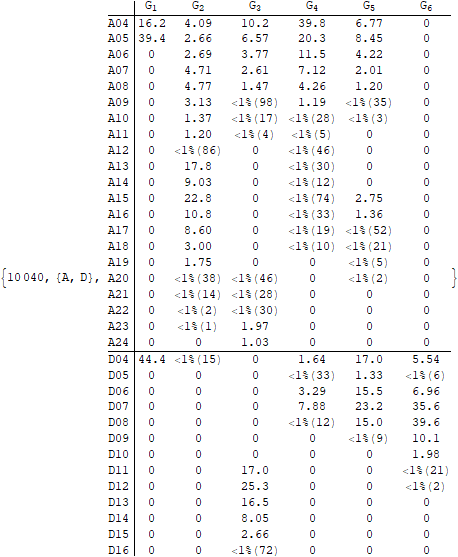 G1 G2 G3 G4 G5 G6
A04 16.2 4.09 10.2 39.8 6.77 0
A05 39.4 2.66 6.57 20.3 8.45 0
A06 0 2.69 3.77 11.5 4.22 0
A07 0 4.71 2.61 7.12 2.01 0
A08 0 4.77 1.47 4.26 1.20 0
A09 0 3.13 <1%(98) 1.19 <1%(35) 0
A10 0 1.37 <1%(17) <1%(28) <1%(3) 0
A11 0 1.20 <1%(4) <1%(5) 0 0
A12 0 <1%(86) 0 <1%(46) 0 0
A13 0 17.8 0 <1%(30) 0 0
A14 0 9.03 0 <1%(12) 0 0
A15 0 22.8 0 <1%(74) 2.75 0
A16 0 10.8 0 <1%(33) 1.36 0
A17 0 8.60 0 <1%(19) <1%(52) 0
A18 0 3.00 0 <1%(10) <1%(21) 0
A19 0 1.75 0 0 <1%(5) 0
{10040, {A, D}, A20 0 <1%(38) <1%(46) 0 <1%(2) 0 }
A21 0 <1%(14) <1%(28) 0 0 0
A22 0 <1%(2) <1%(30) 0 0 0
A23 0 <1%(1) 1.97 0 0 0
A24 0 0 1.03 0 0 0
D04 44.4 <1%(15) 0 1.64 17.0 5.54
D05 0 0 0 <1%(33) 1.33 <1%(6)
D06 0 0 0 3.29 15.5 6.96
D07 0 0 0 7.88 23.2 35.6
D08 0 0 0 <1%(12) 15.0 39.6
D09 0 0 0 0 <1%(9) 10.1
D10 0 0 0 0 0 1.98
D11 0 0 17.0 0 0 <1%(21)
D12 0 0 25.3 0 0 <1%(2)
D13 0 0 16.5 0 0 0
D14 0 0 8.05 0 0 0
D15 0 0 2.66 0 0 0
D16 0 0 <1%(72) 0 0 0